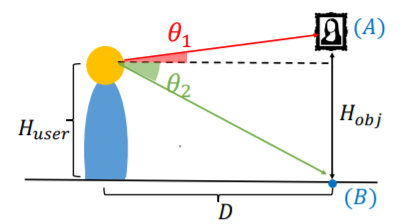 θ₁
(A)
θ₂
H_user
H_obj
(B)
D